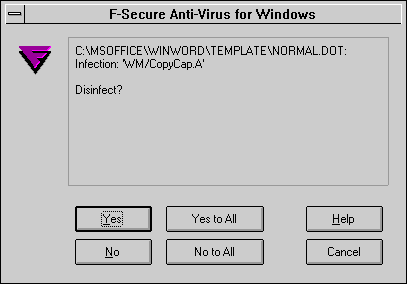 F-Secure Anti-Virus for Windows
C:\MSOFFICE\WINWORD\TEMPLATE\NORMAL.DOT:
Infection: 'WM/CopyCap.A'
Disinfect?
Yes
Yes to All
Help
No
No to All
Cancel